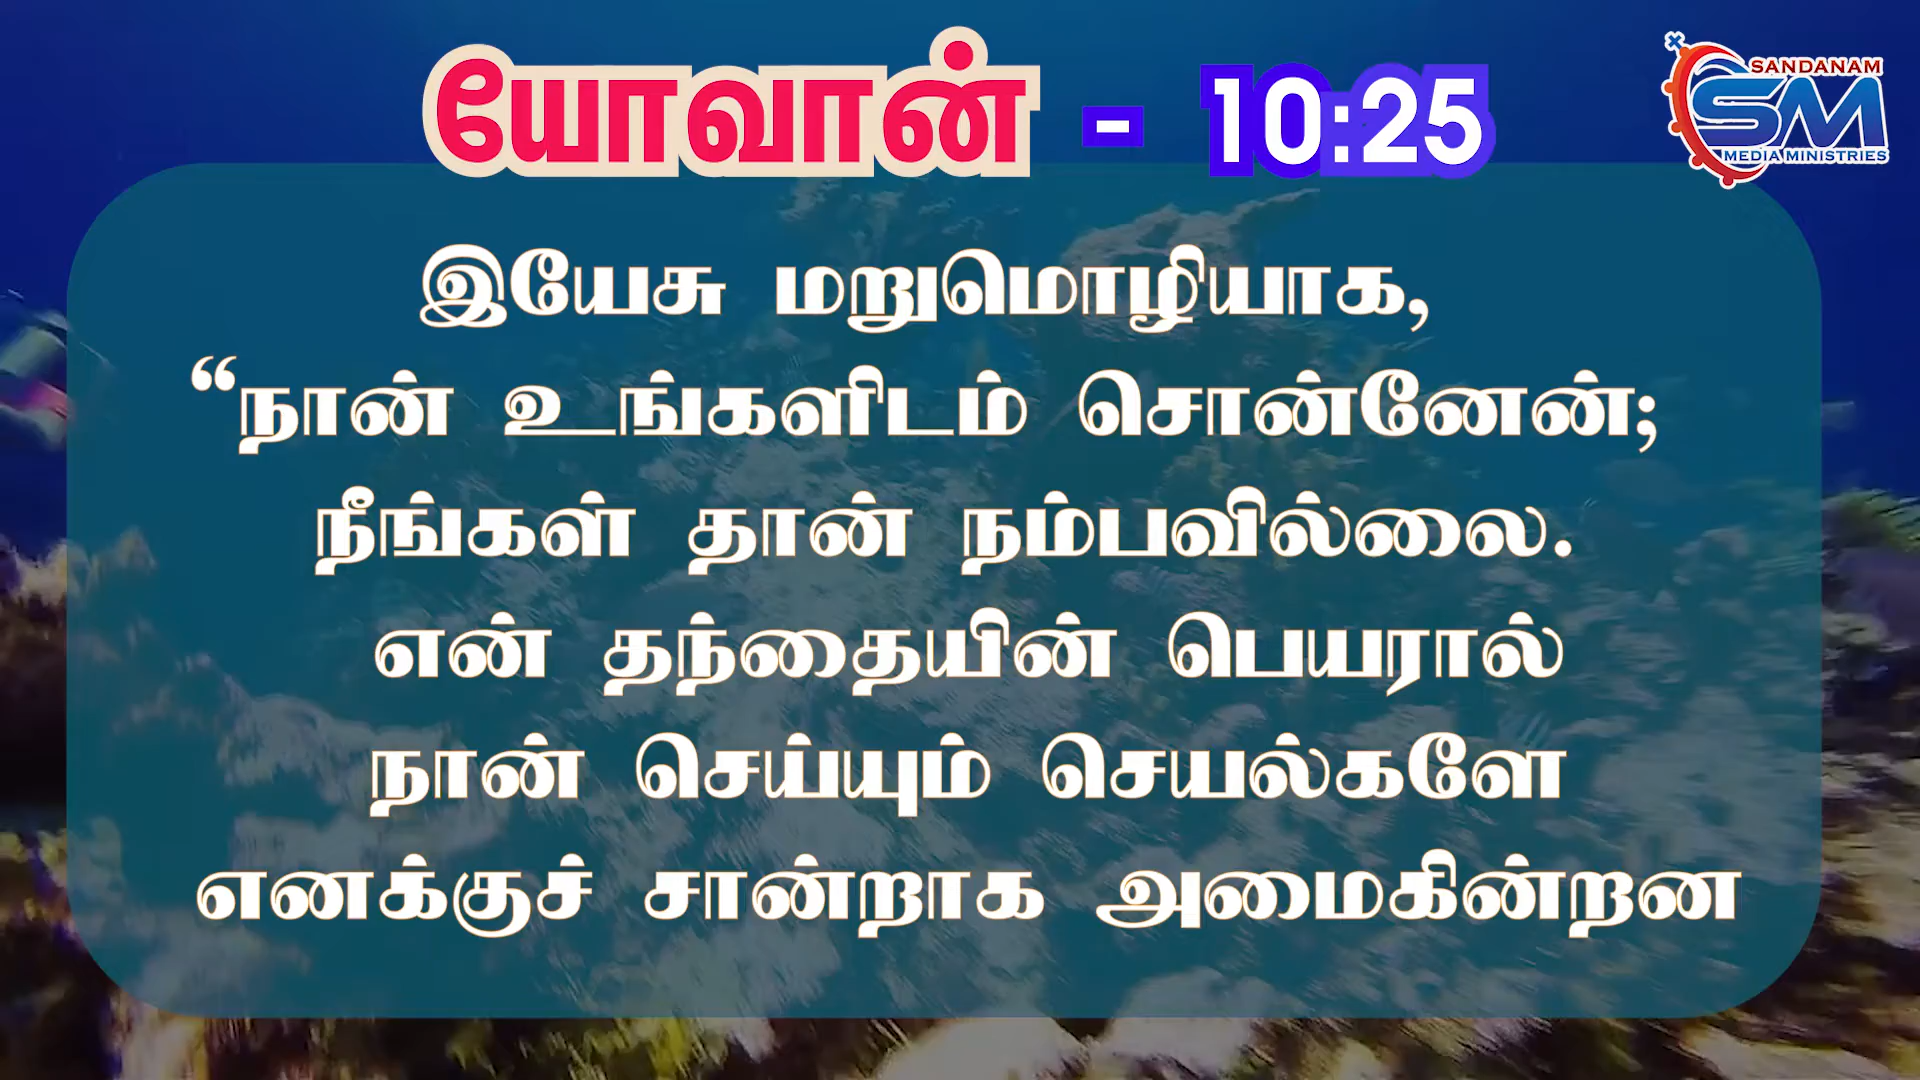 யோவான் - 10:25
SANDANAM
SM
MEDIA MINISTRIES
இயேசு மறுமொழியாக,
“நான் உங்களிடம் சொன்னேன்;
நீங்கள் தான் நம்பவில்லை.
என் தந்தையின் பெயரால்
நான் செய்யும் செயல்களே
எனக்குச் சான்றாக அமைகின்றன